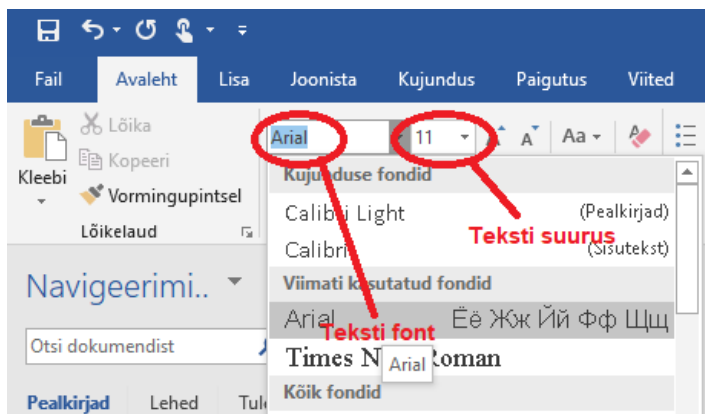 Fail Avaleht Lisa Joonista Kujundus Paigutus Viited
Lõika
Kopeeri
Kleebi
Vormingupintsel
Lõikelaud
Arial 11 A A Aa
Kujunduse fondid
Calibri Light (Pealkirjad)
Teksti suurus
Calibri (Sisutekst)
Viimati kasutatud fondid
Arial Ёё Жж Йй Фф Щщ
Teksti font
Times New Roman
Arial
Kõik fondid
Navigeerimi..
Otsi dokumendist
Pealkirjad Lehed